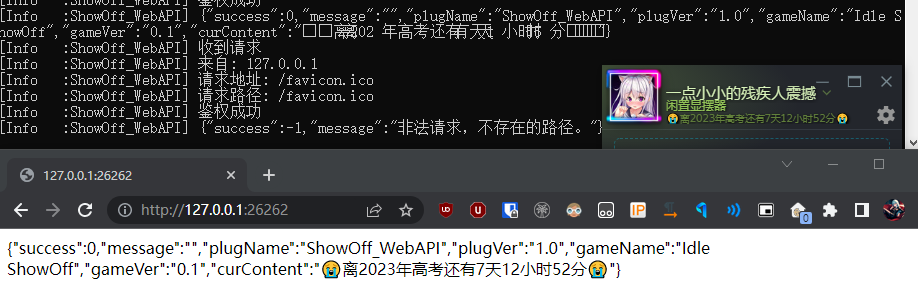 [Info   :ShowOff_WebAPI] 鉴权成功
[Info   :ShowOff_WebAPI] {"success":0,"message":"","plugName":"ShowOff_WebAPI","plugVer":"1.0","gameName":"Idle S
howOff","gameVer":"0.1","curContent":"离202 年高考还有 小时 分"}
[Info   :ShowOff_WebAPI] 收到请求
[Info   :ShowOff_WebAPI] 来自: 127.0.0.1
[Info   :ShowOff_WebAPI] 请求地址: /favicon.ico
[Info   :ShowOff_WebAPI] 请求路径: /favicon.ico
[Info   :ShowOff_WebAPI] 鉴权成功
[Info   :ShowOff_WebAPI] {"success":-1,"message":"非法请求，不存在的路径。"}
一点小小的残疾人震撼
闲置显摆器
😭离2023年高考还有7天12小时52分😭
127.0.0.1:26262
http://127.0.0.1:26262
UD
u
IP
0
{"success":0,"message":"","plugName":"ShowOff_WebAPI","plugVer":"1.0","gameName":"Idle
ShowOff","gameVer":"0.1","curContent":"😭离2023年高考还有7天12小时52分😭"}